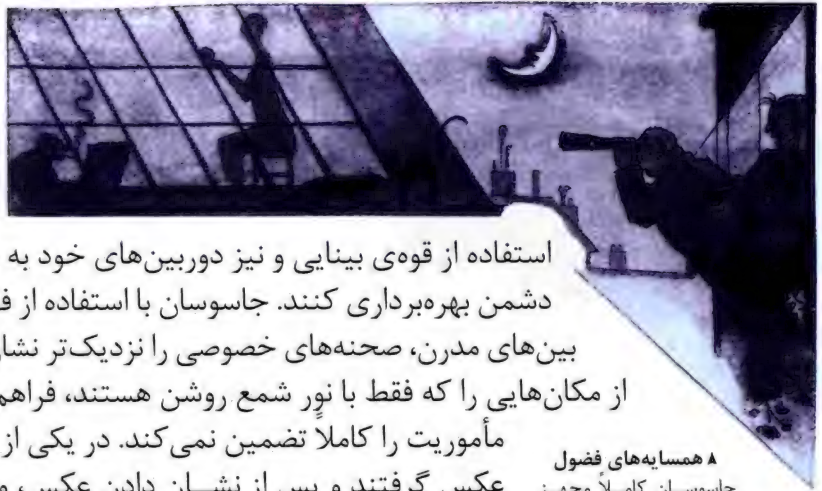 استفاده از قوه‌ی بینایی و نیز دوربین‌های خود به
دشمن بهره‌برداری کنند. جاسوسان با استفاده از
بین‌های مدرن، صحنه‌های خصوصی را نزدیک‌تر
از مکان‌هایی را که فقط با نور شمع روشن هستند، فراهم
مأموریت را کاملاً تضمین نمی‌کند. در یکی از
عکس گرفتند و پس از نشان دادن عکس،
▲ همسایه‌های فضول
جاسوسان کاملاً مجهز